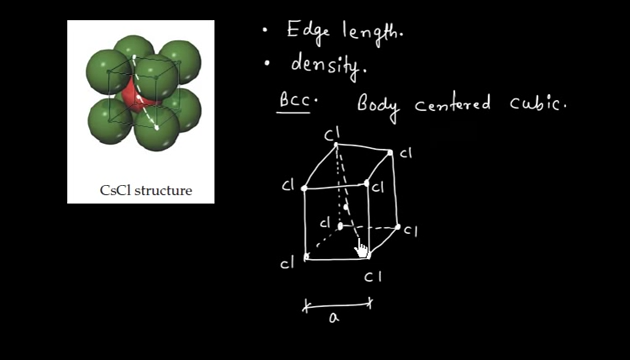 • Edge length.
• density.
BCC. Body centered cubic.
Cl
Cl
Cl Cl
Cl Cl
Cl Cl
a
CsCl structure